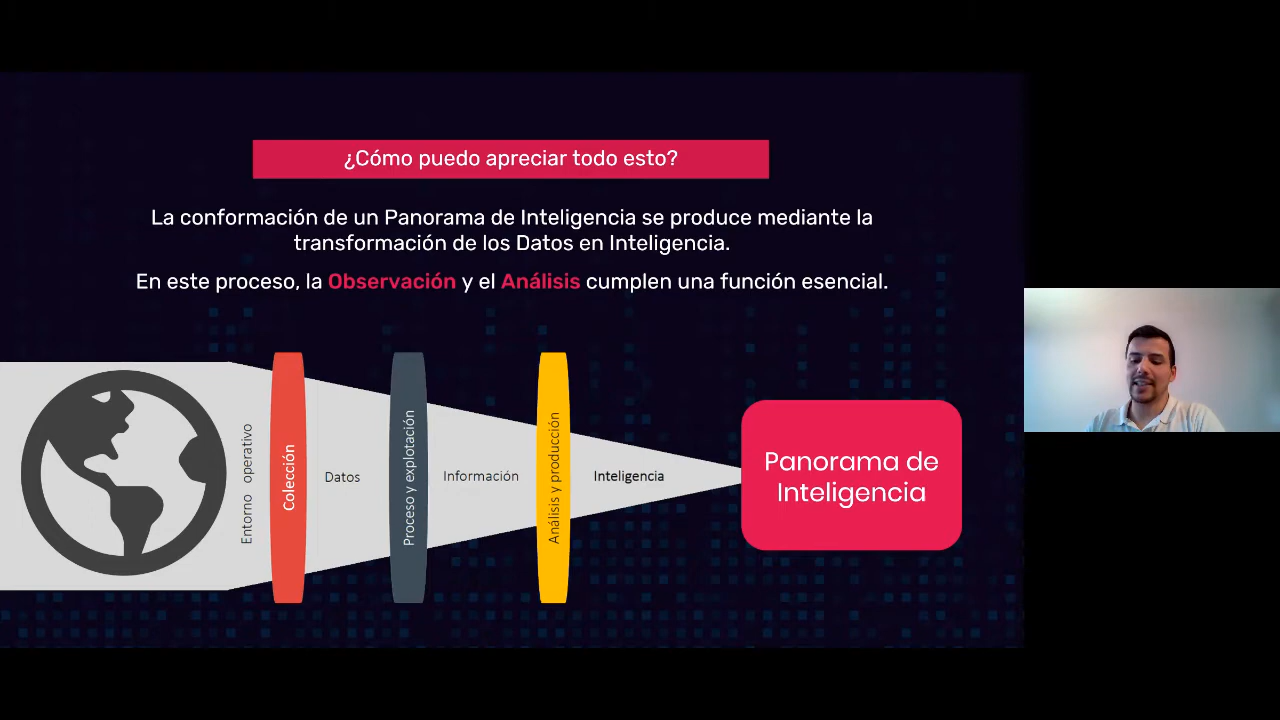 ¿Cómo puedo apreciar todo esto?
La conformación de un Panorama de Inteligencia se produce mediante la
transformación de los Datos en Inteligencia.
En este proceso, la Observación y el Análisis cumplen una función esencial.
Entorno operativo
Colección
Datos
Proceso y explotación
Información
Análisis y producción
Inteligencia
Panorama de
Inteligencia